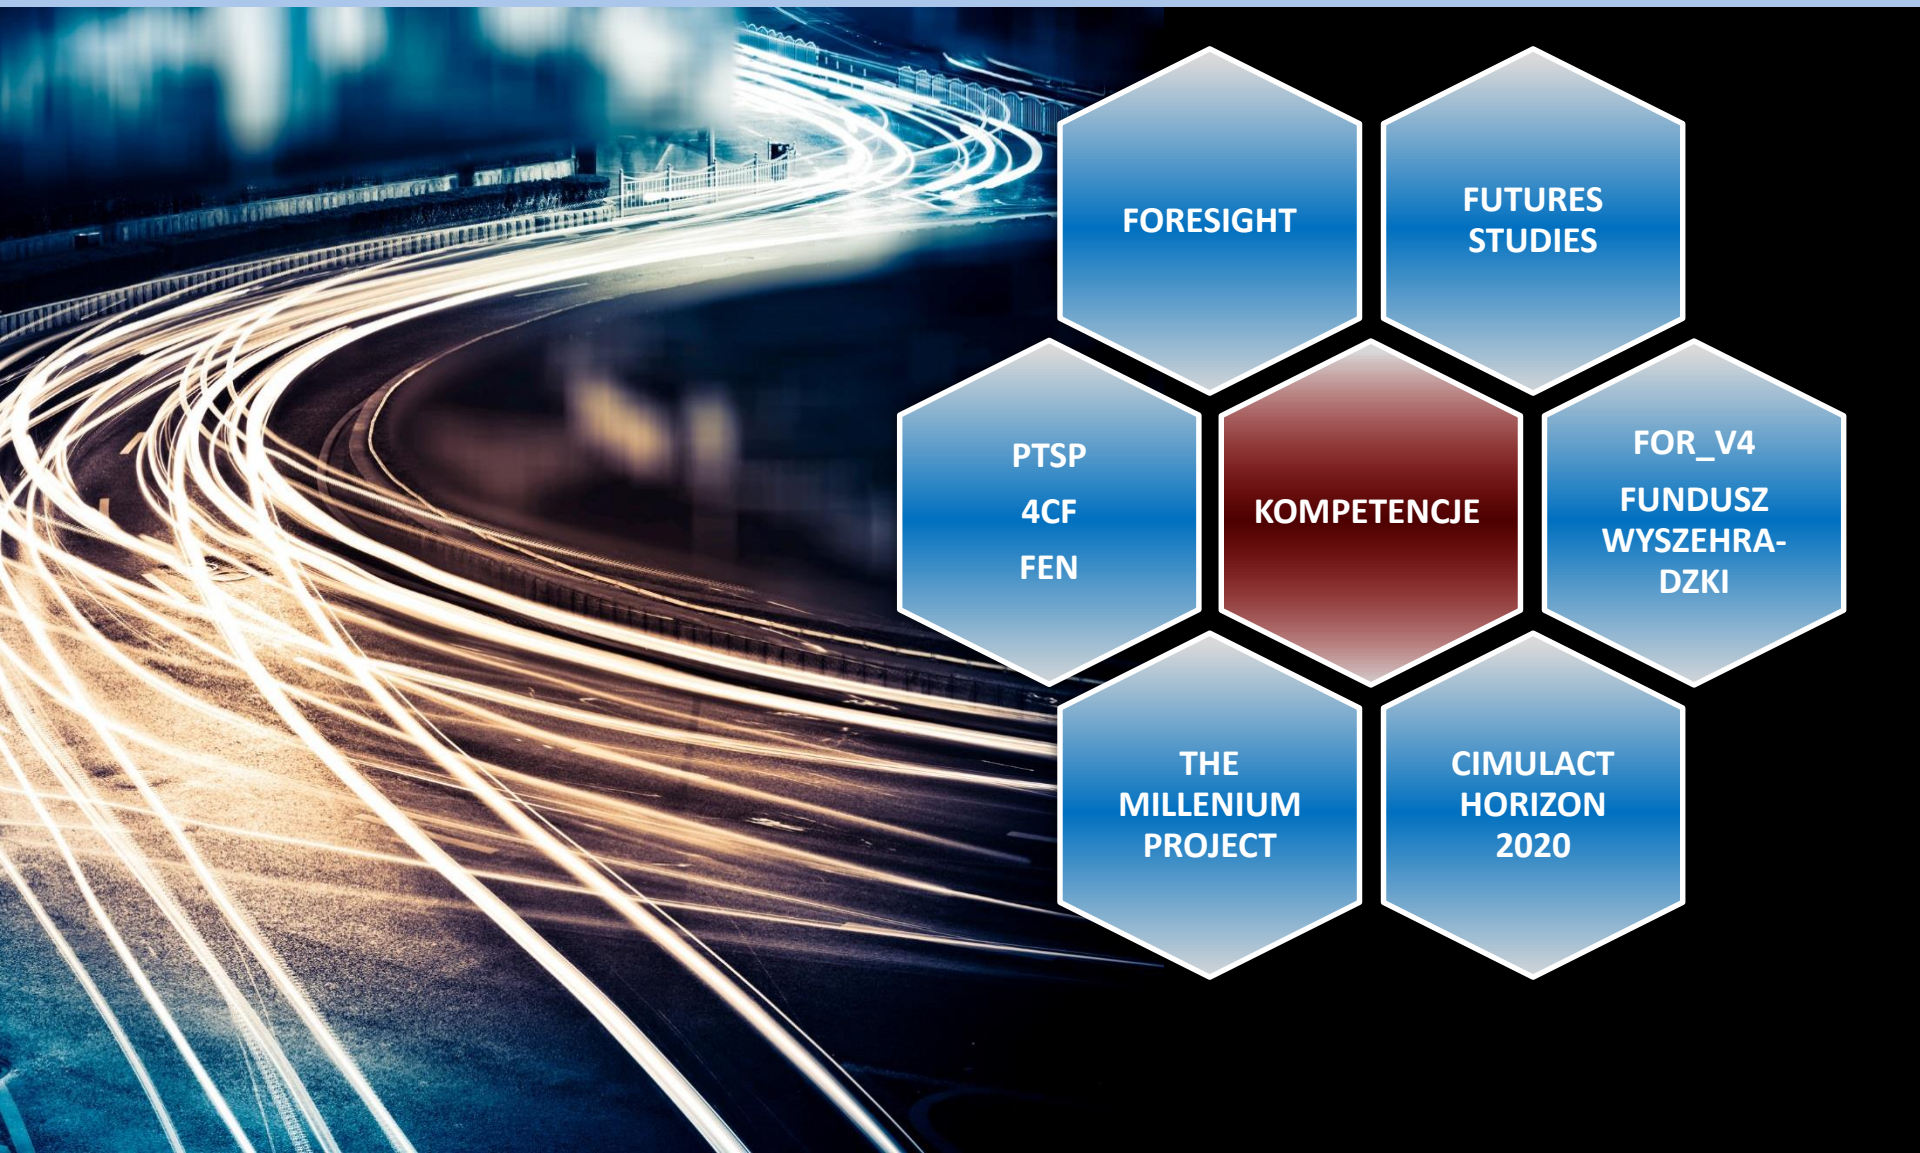 FORESIGHT
FUTURES
STUDIES
PTSP
4CF
FEN
KOMPETENCJE
FOR_V4
FUNDUSZ
WYSZEHRA-
DZKI
THE
MILLENIUM
PROJECT
CIMULACT
HORIZON
2020